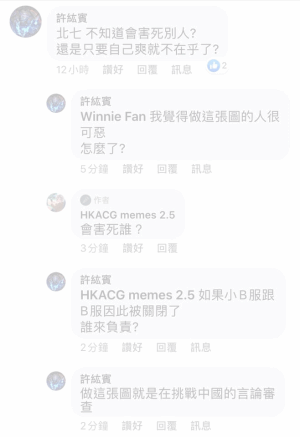 許紘賓
北七 不知道會害死別人?
還是只要自己爽就不在乎了?
12小時 讚好 回覆 訊息 2
許紘賓
Winnie Fan 我覺得做這張圖的人很
可惡
怎麼了?
5分鐘 讚好 回覆 訊息
作者
HKACG memes 2.5
會害死誰？
3分鐘 讚好 回覆
許紘賓
HKACG memes 2.5 如果小B服跟
B服因此被關閉了
誰來負責?
2分鐘 讚好 回覆 訊息
許紘賓
做這張圖就是在挑戰中國的言論審
查
2分鐘 讚好 回覆 訊息